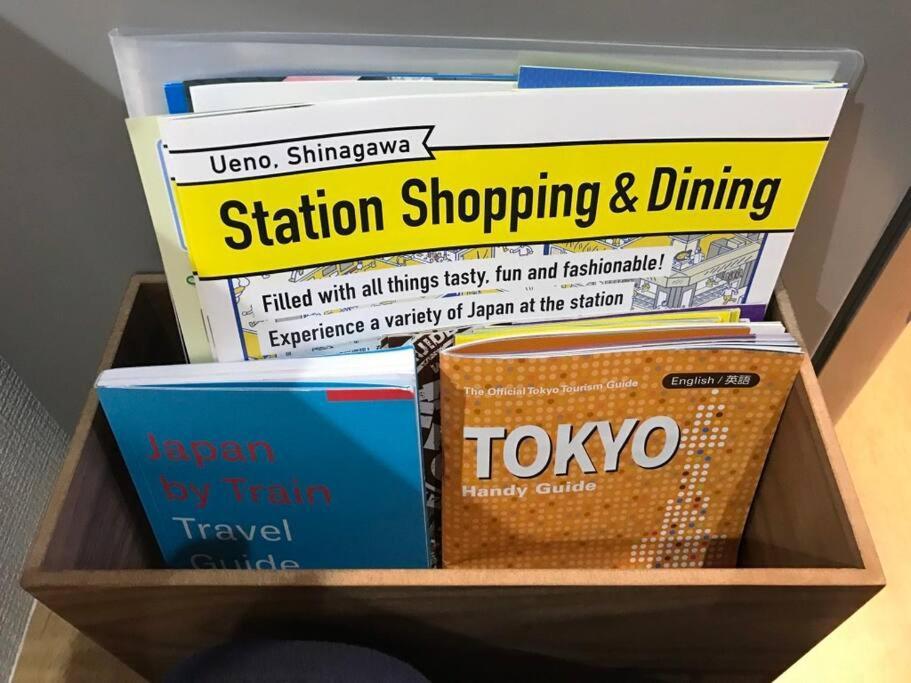 Ueno, Shinagawa
Station Shopping & Dining
Filled with all things tasty, fun and fashionable!
Experience a variety of Japan at the station
Japan
by Train
Travel
Guide
The Official Tokyo Tourism Guide
English / 英語
TOKYO
Handy Guide